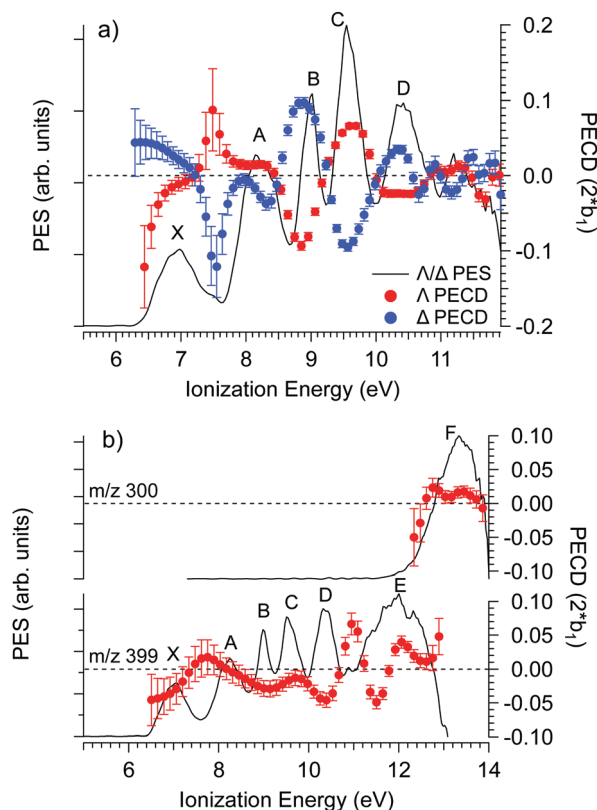 a)
C
B
D
A
X
PES (arb. units)
0.2
0.1
0.0
-0.1
-0.2
PECD (2*b₁)
Λ/Δ PES
Λ PECD
Δ PECD
6 7 8 9 10 11
Ionization Energy (eV)
b)
F
m/z 300
0.10
0.05
0.00
-0.05
-0.10
PES (arb. units)
PECD (2*b₁)
m/z 399
X A B C D E
0.10
0.05
0.00
-0.05
-0.10
6 8 10 12 14
Ionization Energy (eV)